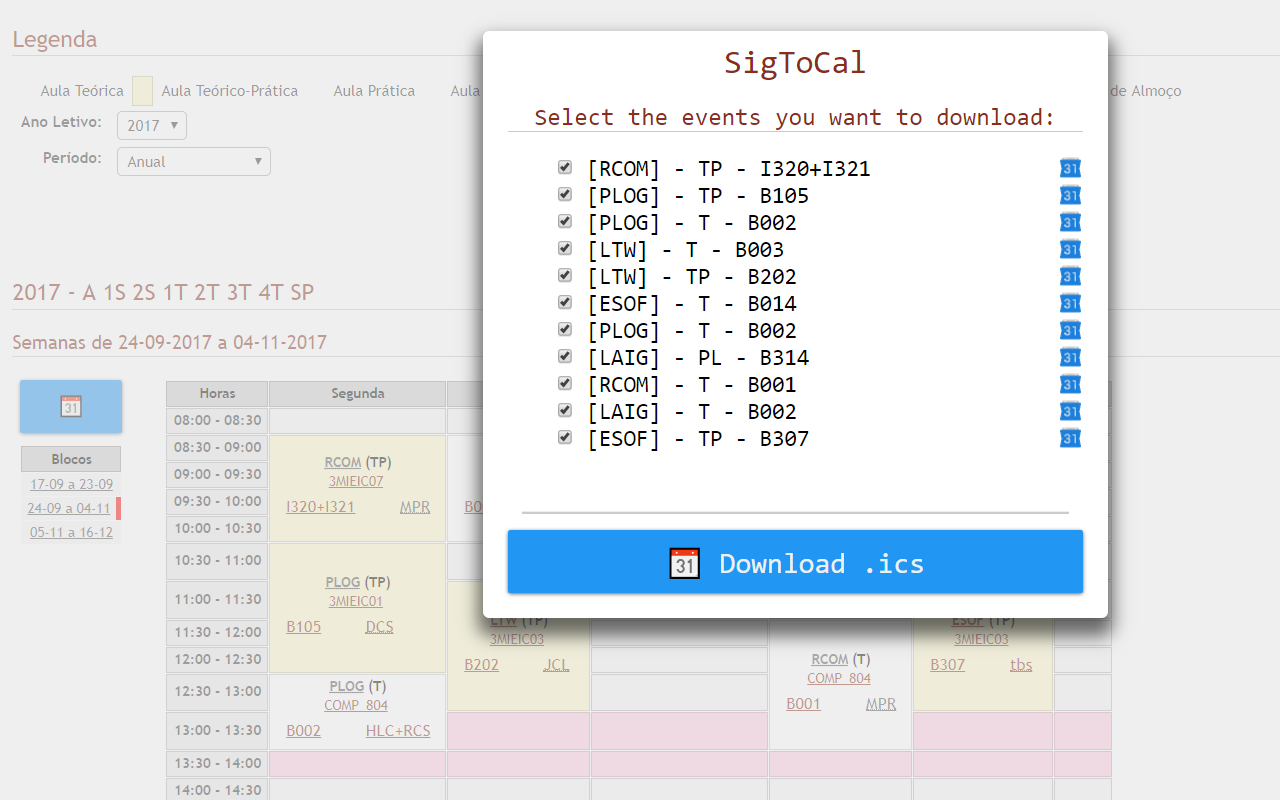 Legenda
Aula Teórica Aula Teórico-Prática Aula Prática Aula de Almoço
Ano Letivo: 2017
Período: Anual
2017 - A 1S 2S 1T 2T 3T 4T SP
Semanas de 24-09-2017 a 04-11-2017
31
Blocos
17-09 a 23-09
24-09 a 04-11
05-11 a 16-12
SigToCal
Select the events you want to download:
[RCOM] - TP - I320+I321 31
[PLOG] - TP - B105 31
[PLOG] - T - B002 31
[LTW] - T - B003 31
[LTW] - TP - B202 31
[ESOF] - T - B014 31
[PLOG] - T - B002 31
[LAIG] - PL - B314 31
[RCOM] - T - B001 31
[LAIG] - T - B002 31
[ESOF] - TP - B307 31
31 Download .ics
Horas Segunda
08:00 - 08:30
08:30 - 09:00
09:00 - 09:30
09:30 - 10:00
10:00 - 10:30
10:30 - 11:00
11:00 - 11:30
11:30 - 12:00
12:00 - 12:30
12:30 - 13:00
13:00 - 13:30
13:30 - 14:00
14:00 - 14:30
RCOM (TP)
3MIEIC07
I320+I321 MPR
PLOG (TP)
3MIEIC01
B105 DCS
PLOG (T)
COMP_804
B002 HLC+RCS
LTW (TP)
3MIEIC03
B202 JCL
RCOM (T)
COMP_804
B001 MPR
ESOF (TP)
3MIEIC03
B307 tbs